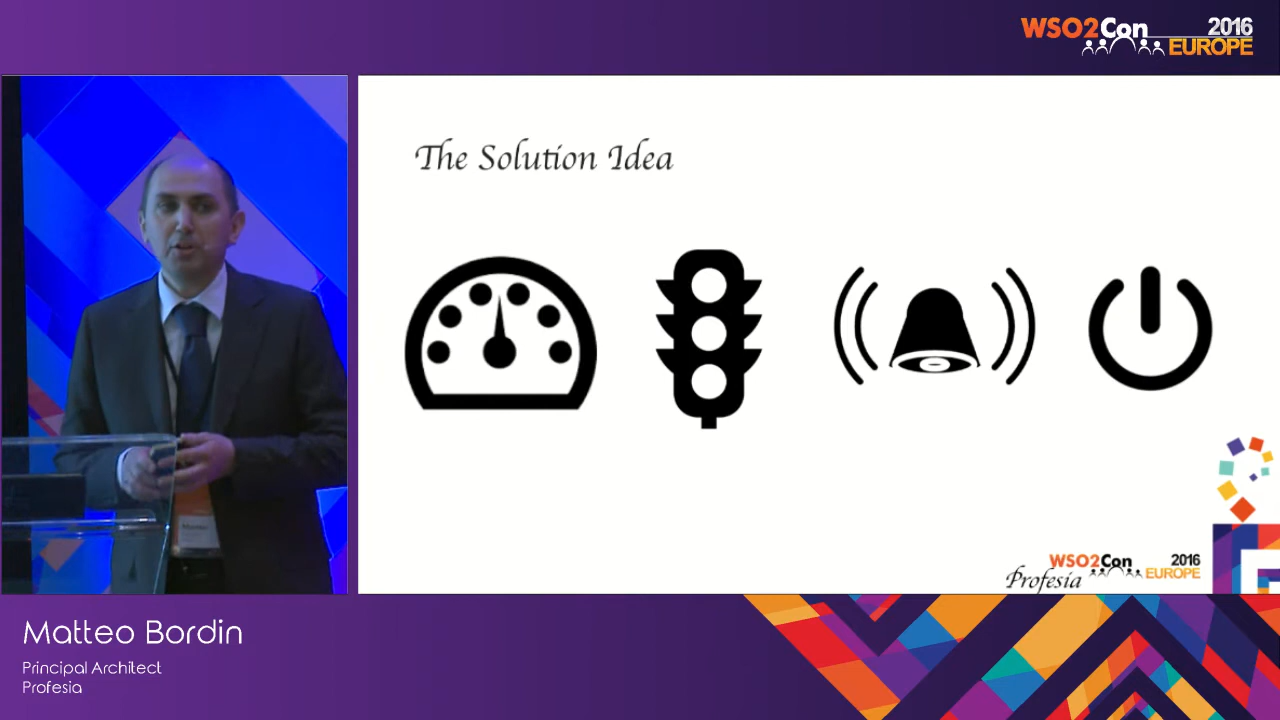 WSO2Con 2016
EUROPE
The Solution Idea
WSO2Con 2016
EUROPE
Profesia
Matteo Bordin
Principal Architect
Profesia